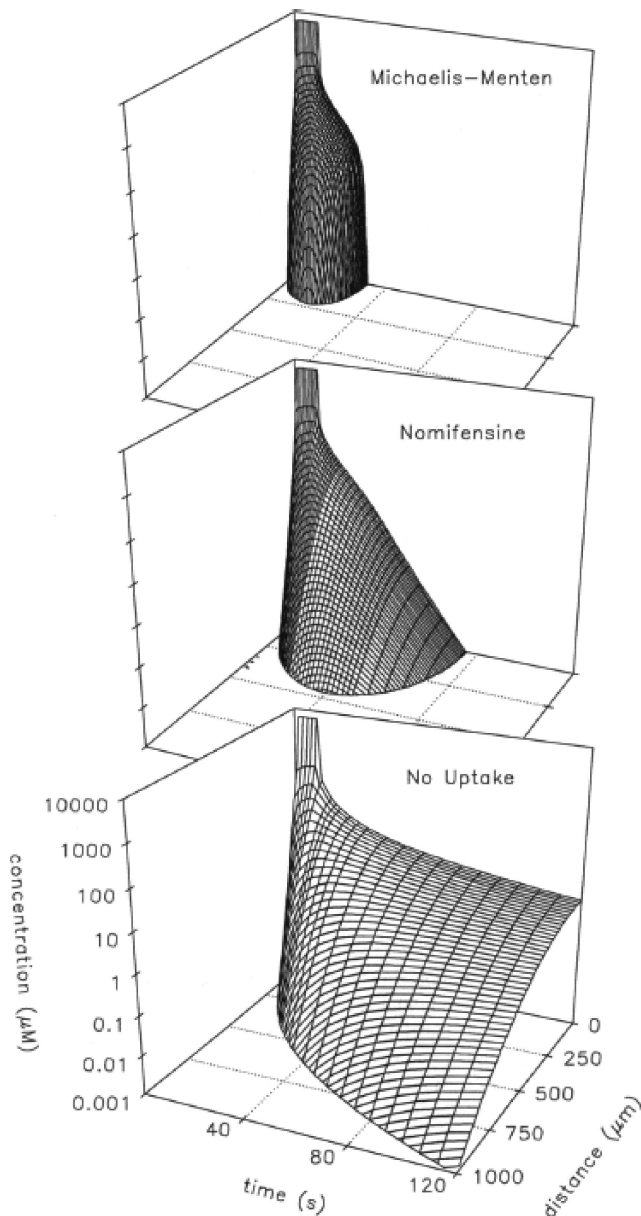 Michaelis-Menten
Nomifensine
No Uptake
10000
1000
100
10
1
0.1
0.01
0.001
concentration (μM)
40
80
120
time (s)
0
250
500
750
1000
distance (μm)